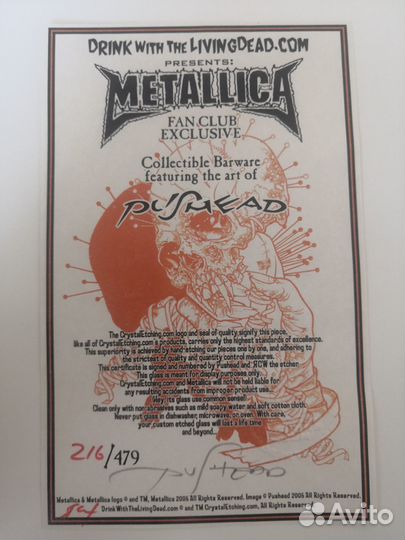 DRINK WITH THE LIVINGDEAD.COM
PRESENTS:
METALLICA
FAN CLUB
EXCLUSIVE
Collectible Barware
featuring the art of
PUSHEAD
The CrystalEtching.com logo and seal of quality signify this piece,
like all of CrystalEtching.com's products, carries only the highest standards of excellence.
This superiority is achieved by hand-etching our pieces one by one, and adhering to
the strictest of quality and quantity control measures.
This certificate is signed and numbered by Pushead and the etcher.
This glass is meant for display purposes only.
CrystalEtching.com and Metallica will not be held liable for
any resulting accidents from improper product use...
Hey, its glass use common sense!
Clean only with non-abrasives such as mild soapy water and soft cotton cloth.
Never put glass in dishwasher, microwave, or oven. With care,
your custom etched glass will last a life time
and beyond...
216/479 PUSHEAD
Metallica & Metallica logo ® and TM, Metallica 2005 All Rights Reserved. Image © Pushead 2005 All Rights Reserved.
DrinkWithTheLivingDead.com ® and TM CrystalEtching.com, All Rights Reserved.
Avito